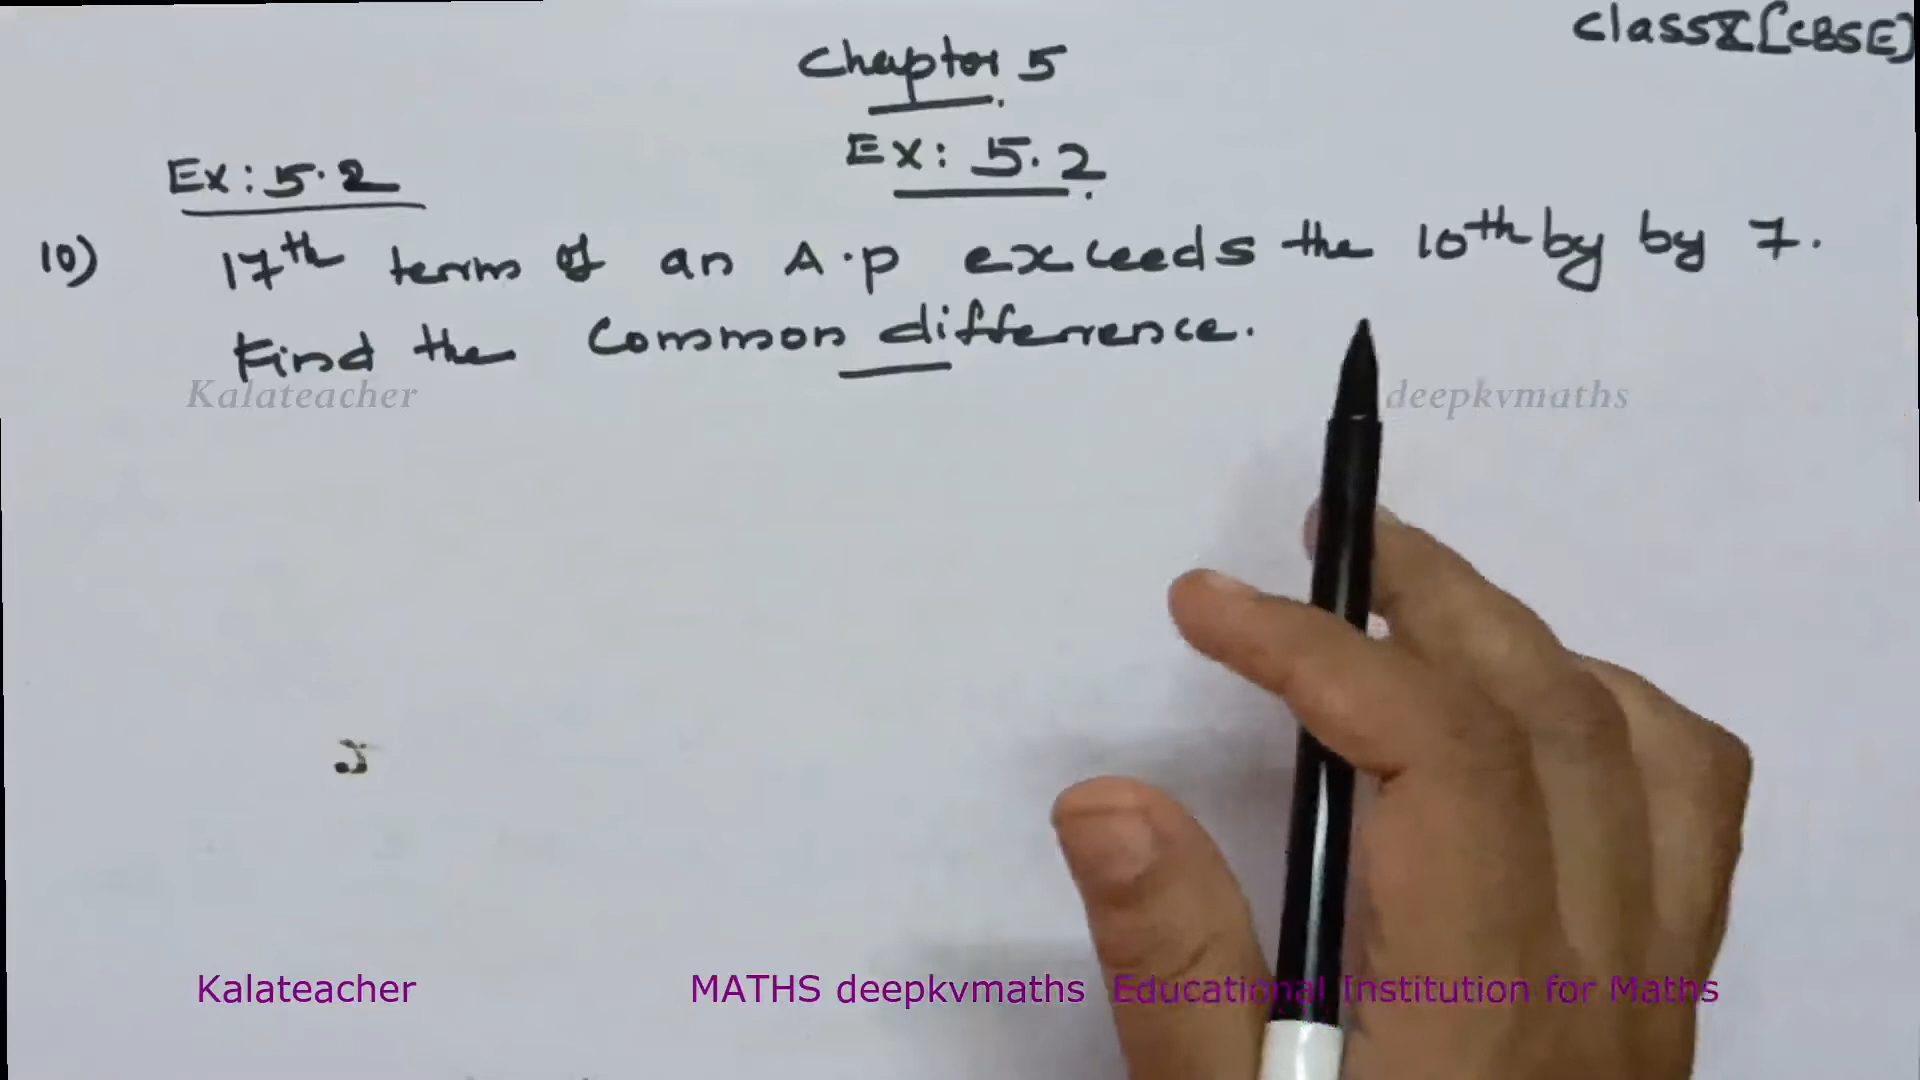 Class X [CBSE]
Chapter 5
Ex: 5.2
Ex: 5.2
10) 17th term of an A.p exceeds the 10th by by 7.
Find the common difference.
Kalateacher deepkvmaths
Kalateacher MATHS deepkvmaths Educational Institution for Maths